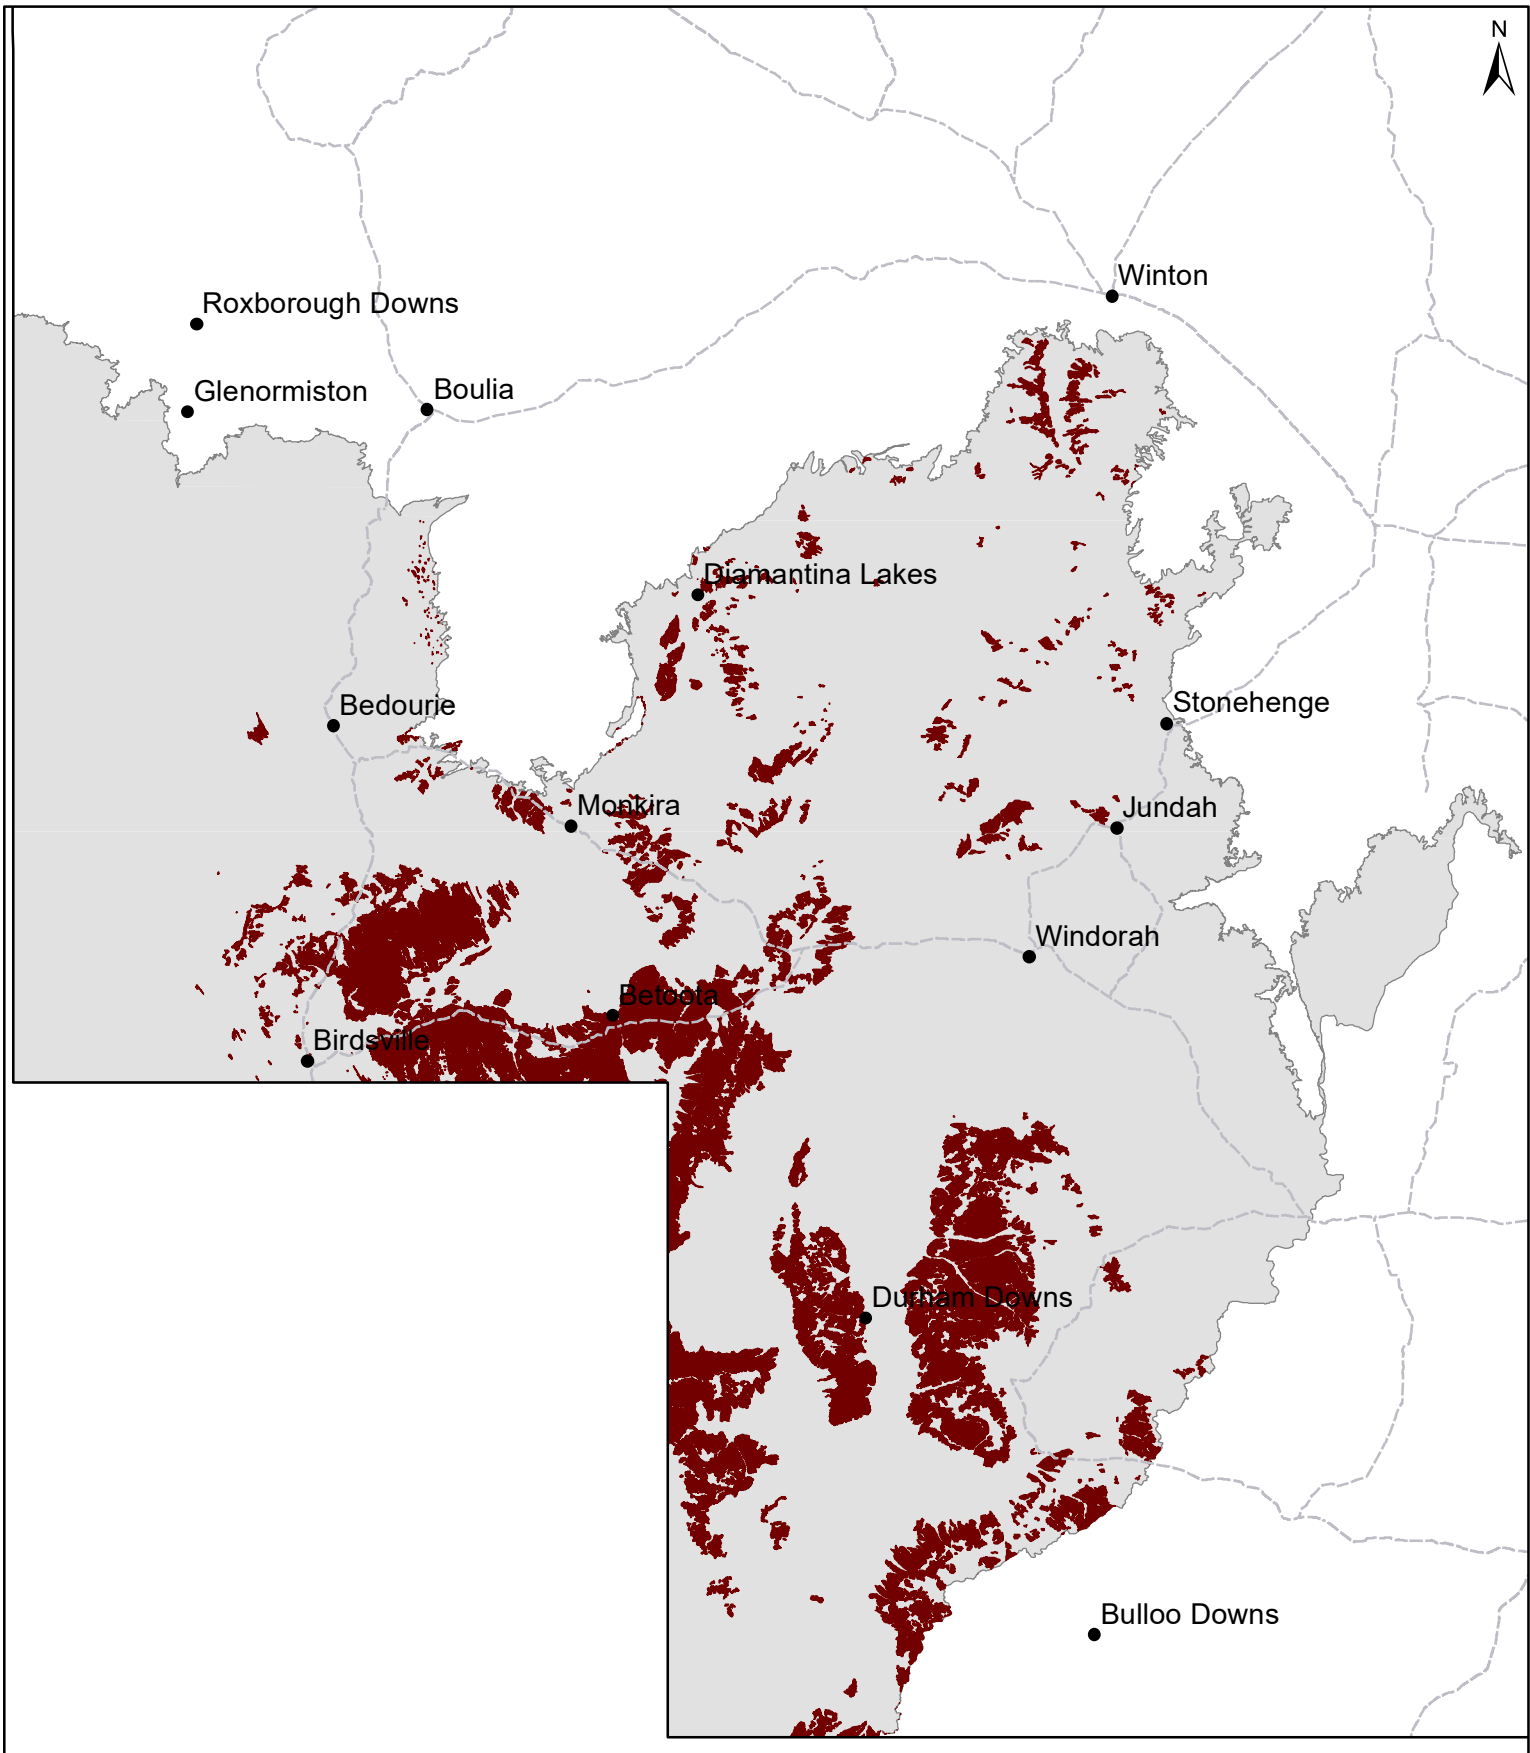 N
Winton
Roxborough Downs
Glenormiston
Boulia
Diamantina Lakes
Bedourie
Stonehenge
Monkira
Jundah
Windorah
Betoota
Birdsville
Durham Downs
Bulloo Downs